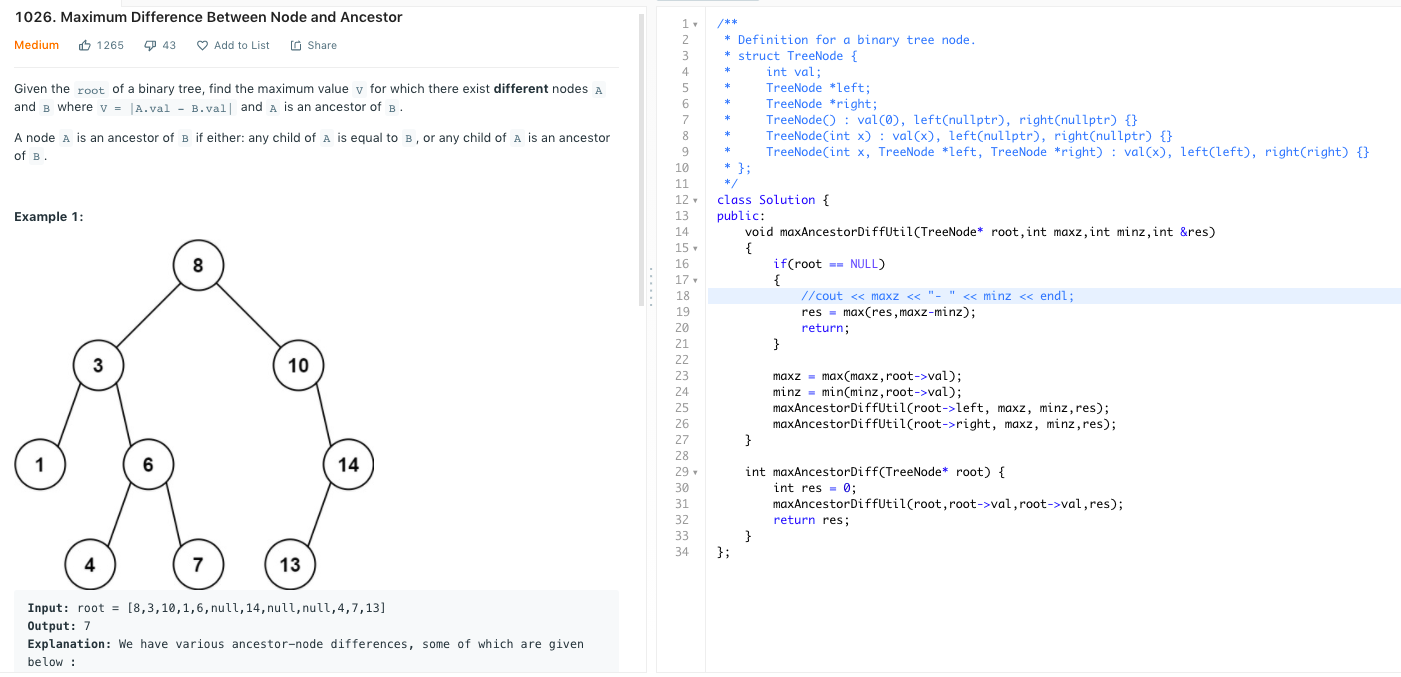 1026. Maximum Difference Between Node and Ancestor
Medium 1265 43 Add to List Share
Given the root of a binary tree, find the maximum value V for which there exist different nodes A
and B where V = |A.val - B.val| and A is an ancestor of B.
A node A is an ancestor of B if either: any child of A is equal to B, or any child of A is an ancestor
of B.
Example 1:
8
3 10
1 6 14
4 7 13
Input: root = [8,3,10,1,6,null,14,null,null,4,7,13]
Output: 7
Explanation: We have various ancestor-node differences, some of which are given
below :
1 /**
2  * Definition for a binary tree node.
3  * struct TreeNode {
4  *     int val;
5  *     TreeNode *left;
6  *     TreeNode *right;
7  *     TreeNode() : val(0), left(nullptr), right(nullptr) {}
8  *     TreeNode(int x) : val(x), left(nullptr), right(nullptr) {}
9  *     TreeNode(int x, TreeNode *left, TreeNode *right) : val(x), left(left), right(right) {}
10  * };
11  */
12 class Solution {
13 public:
14     void maxAncestorDiffUtil(TreeNode* root,int maxz,int minz,int &res)
15     {
16         if(root == NULL)
17         {
18             //cout << maxz << "- " << minz << endl;
19             res = max(res,maxz-minz);
20             return;
21         }
22
23         maxz = max(maxz,root->val);
24         minz = min(minz,root->val);
25         maxAncestorDiffUtil(root->left, maxz, minz,res);
26         maxAncestorDiffUtil(root->right, maxz, minz,res);
27     }
28
29     int maxAncestorDiff(TreeNode* root) {
30         int res = 0;
31         maxAncestorDiffUtil(root,root->val,root->val,res);
32         return res;
33     }
34 };